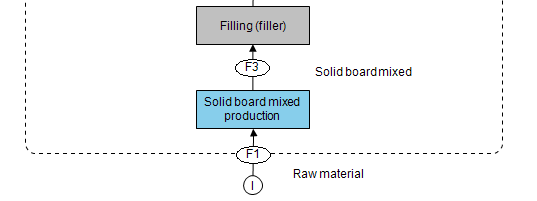 Filling (filler)
F3
Solid board mixed
Solid board mixed
production
F1
Raw material
I